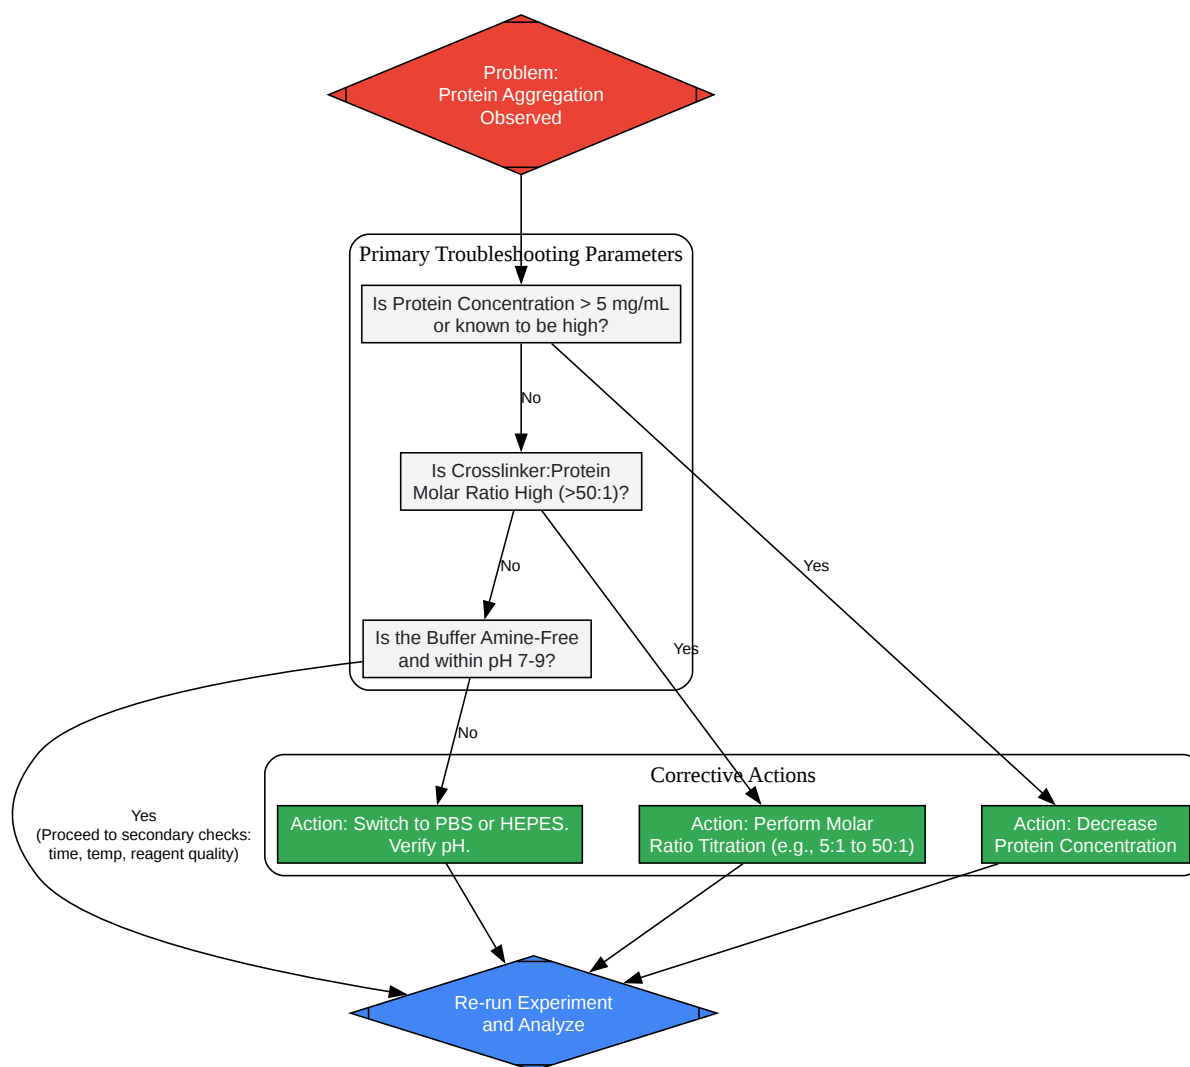 Problem:
Protein Aggregation
Observed
Primary Troubleshooting Parameters
Is Protein Concentration > 5 mg/mL
or known to be high?
No
Is Crosslinker:Protein
Molar Ratio High (>50:1)?
No
Yes
Is the Buffer Amine-Free
and within pH 7-9?
Yes
No
Corrective Actions
Yes
(Proceed to secondary checks:
time, temp, reagent quality)
Action: Switch to PBS or HEPES.
Verify pH.
Action: Perform Molar
Ratio Titration (e.g., 5:1 to 50:1)
Action: Decrease
Protein Concentration
Re-run Experiment
and Analyze